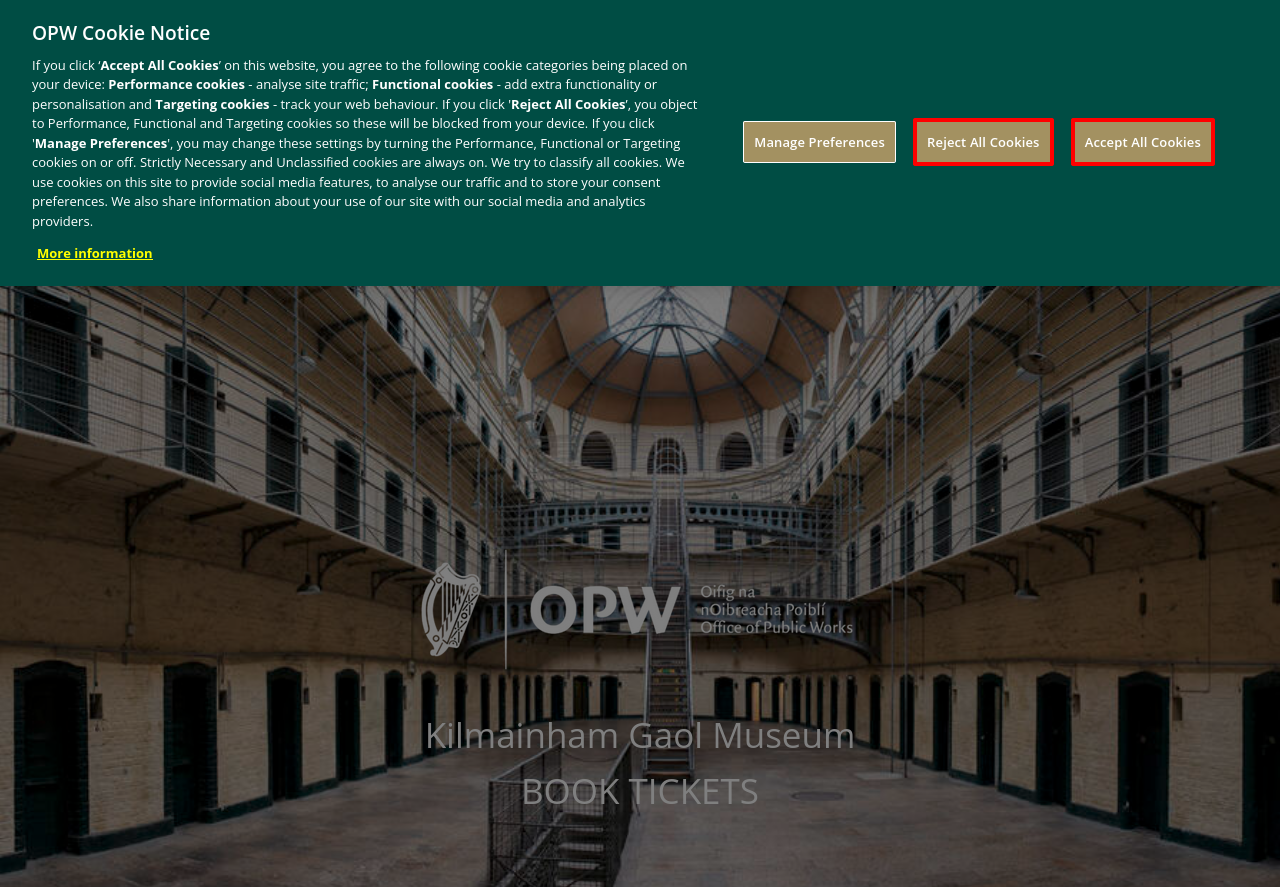 OPW Cookie Notice
If you click ‘Accept All Cookies’ on this website, you agree to the following cookie categories being placed on
your device: Performance cookies - analyse site traffic; Functional cookies - add extra functionality or
personalisation and Targeting cookies - track your web behaviour. If you click 'Reject All Cookies’, you object
to Performance, Functional and Targeting cookies so these will be blocked from your device. If you click
'Manage Preferences', you may change these settings by turning the Performance, Functional or Targeting
cookies on or off. Strictly Necessary and Unclassified cookies are always on. We try to classify all cookies. We
use cookies on this site to provide social media features, to analyse our traffic and to store your consent
preferences. We also share information about your use of our site with our social media and analytics
providers.
More information
Manage Preferences
Reject All Cookies
Accept All Cookies
OPW
Oifig na
nOibreacha Poiblí
Office of Public Works
Kilmainham Gaol Museum
BOOK TICKETS